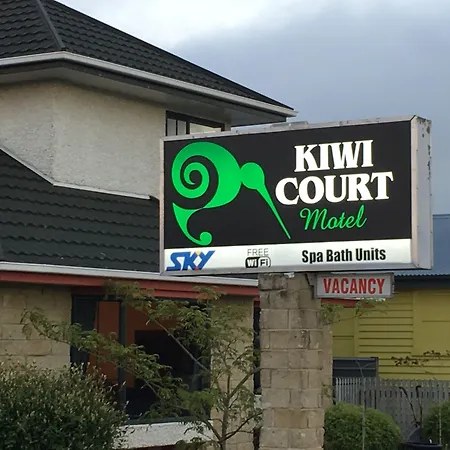 KIWI
COURT
Motel
SKY
FREE
WiFi
Spa Bath Units
VACANCY